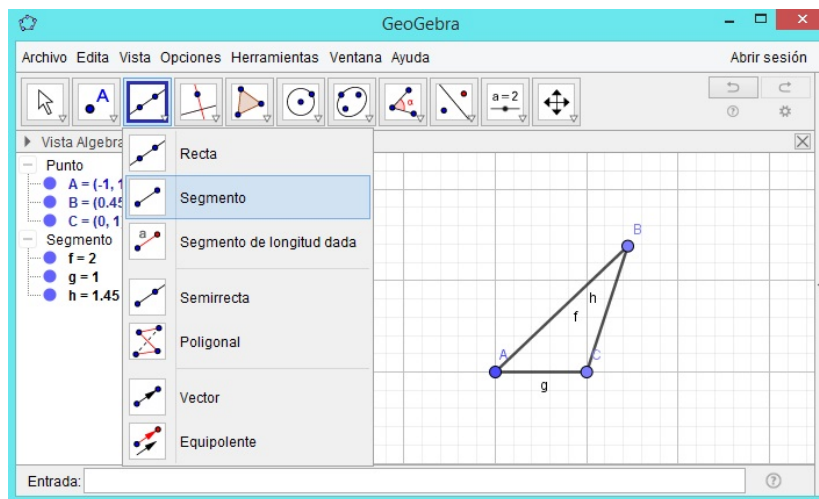 GeoGebra
Archivo Edita Vista Opciones Herramientas Ventana Ayuda Abrir sesión
A α a=2
Vista Algebra
Punto
A = (-1, 1
B = (0.45
C = (0, 1
Segmento
f = 2
g = 1
h = 1.45
Recta
Segmento
a Segmento de longitud dada
Semirrecta
Poligonal
Vector
Equipolente
B
h
f
A C
g
Entrada: